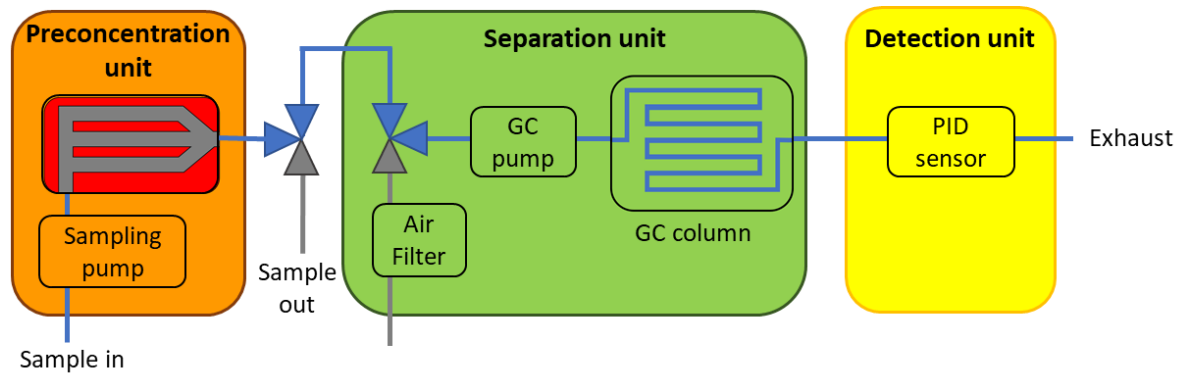 Preconcentration
unit
Separation unit
Detection unit
GC
pump
PID
sensor
Exhaust
Sampling
pump
Air
Filter
GC column
Sample
out
Sample in